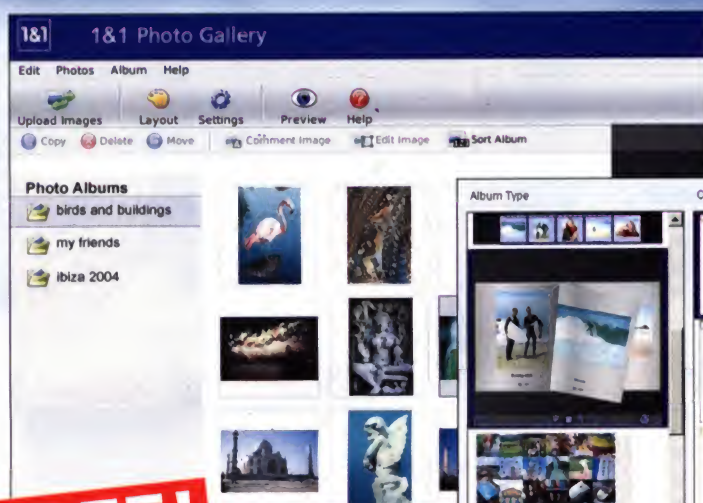 1&1 1&1 Photo Gallery
Edit Photos Album Help
Upload Images Layout Settings Preview Help
Copy Delete Move Comment Image Edit Image Sort Album
Photo Albums
birds and buildings
my friends
ibiza 2004
Album Type